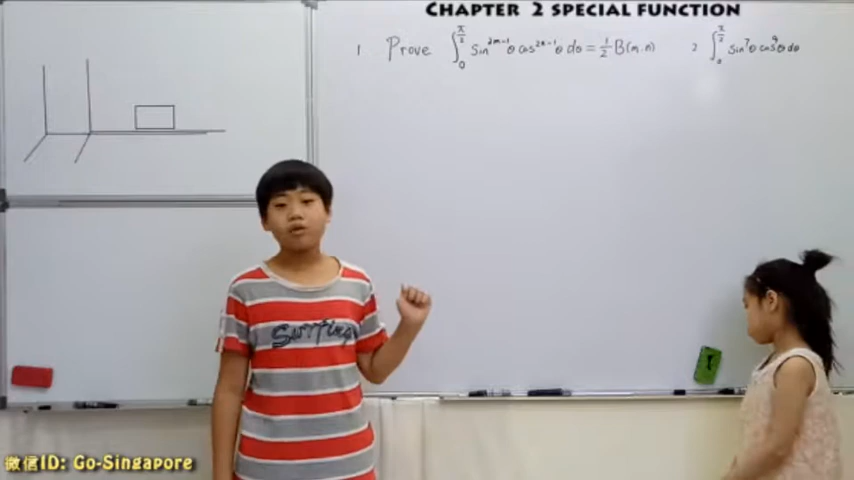 CHAPTER 2 SPECIAL FUNCTION
1 Prove ∫₀^(π/2) sin^(2m-1)θ cos^(2n-1)θ dθ = 1/2 B(m,n)
2 ∫₀^(π/2) sin⁷θ cos⁹θ dθ
Surfing
微信ID: Go-Singapore